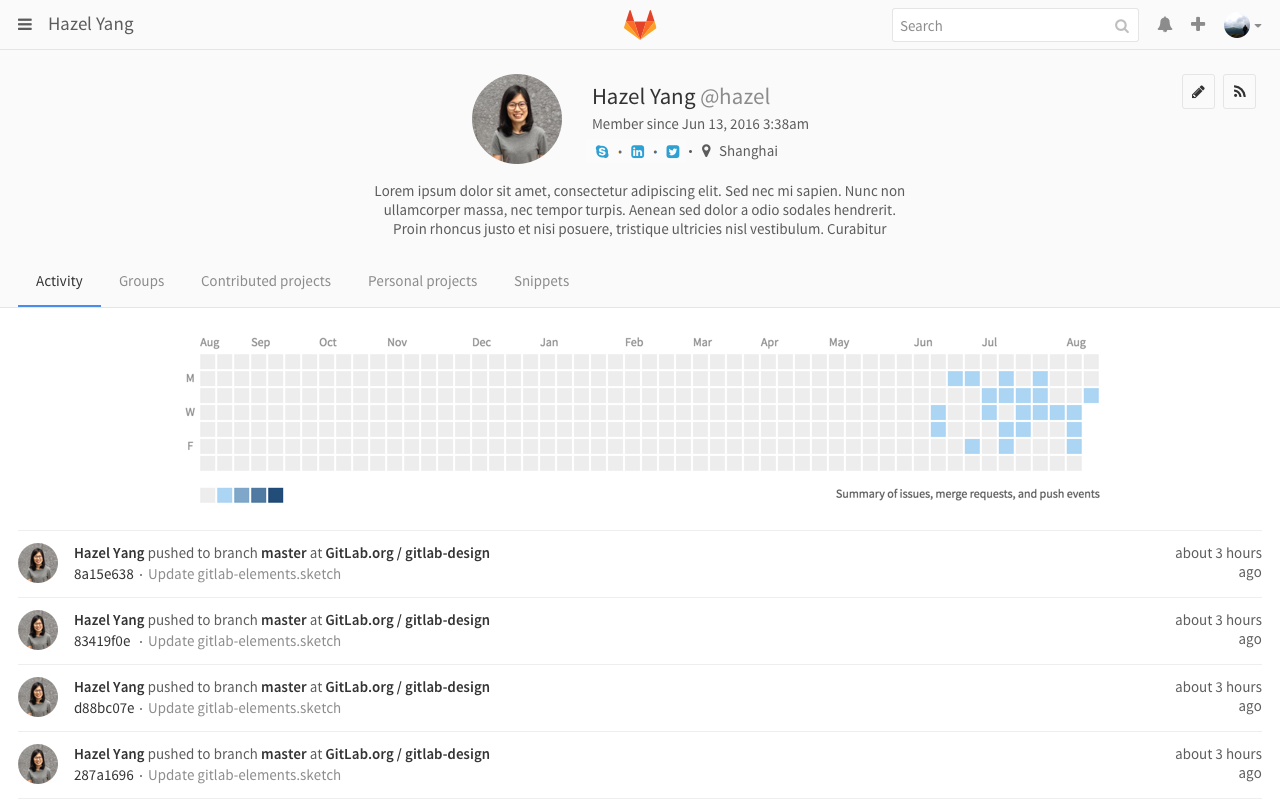 Hazel Yang
Search
Hazel Yang @hazel
Member since Jun 13, 2016 3:38am
Shanghai
Lorem ipsum dolor sit amet, consectetur adipiscing elit. Sed nec mi sapien. Nunc non
ullamcorper massa, nec tempor turpis. Aenean sed dolor a odio sodales hendrerit.
Proin rhoncus justo et nisi posuere, tristique ultricies nisl vestibulum. Curabitur
Activity Groups Contributed projects Personal projects Snippets
Aug Sep Oct Nov Dec Jan Feb Mar Apr May Jun Jul Aug
M
W
F
Summary of issues, merge requests, and push events
Hazel Yang pushed to branch master at GitLab.org / gitlab-design
8a15e638 · Update gitlab-elements.sketch
about 3 hours
ago
Hazel Yang pushed to branch master at GitLab.org / gitlab-design
83419f0e · Update gitlab-elements.sketch
about 3 hours
ago
Hazel Yang pushed to branch master at GitLab.org / gitlab-design
d88bc07e · Update gitlab-elements.sketch
about 3 hours
ago
Hazel Yang pushed to branch master at GitLab.org / gitlab-design
287a1696 · Update gitlab-elements.sketch
about 3 hours
ago